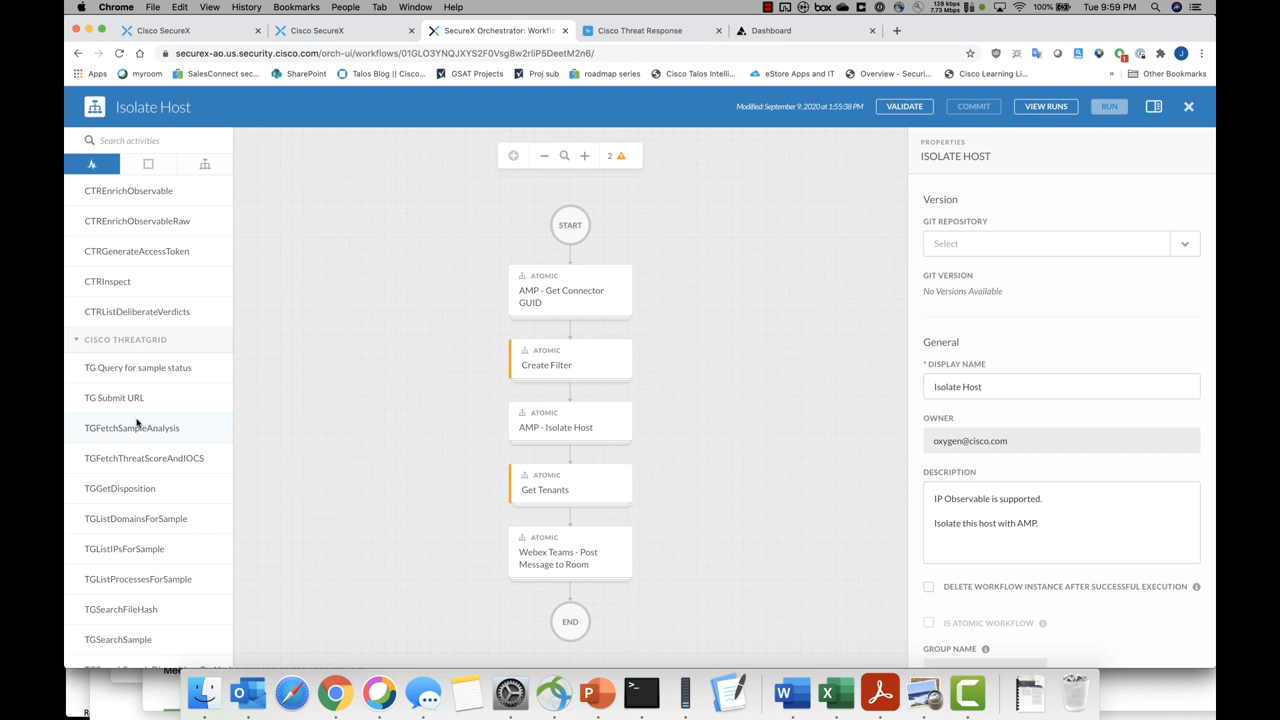 Chrome File Edit View History Bookmarks People Tab Window Help
box
128 kb
7.73 Mb
100%
Tue 9:59 PM
Cisco SecureX
Cisco SecureX
SecureX Orchestrator: Workflo
Cisco Threat Response
Dashboard
securex-ao.us.security.cisco.com/orch-ui/workflows/01GLO3YNQJXYS2F0Vsg8w2rliP5DeetM2n6/
Apps myroom SalesConnect sec... SharePoint Talos Blog || Cisco... GSAT Projects Proj sub roadmap series Cisco Talos Intelli... eStore Apps and IT Overview - Securi... Cisco Learning Li... » Other Bookmarks
Isolate Host
Modified: September 9, 2020 at 1:55:38 PM
VALIDATE
COMMIT
VIEW RUNS
RUN
Search activities
CTREnrichObservable
CTREnrichObservableRaw
CTRGenerateAccessToken
CTRInspect
CTRListDeliberateVerdicts
CISCO THREATGRID
TG Query for sample status
TG Submit URL
TGFetchSampleAnalysis
TGFetchThreatScoreAndIOCS
TGGetDisposition
TGListDomainsForSample
TGListIPsForSample
TGListProcessesForSample
TGSearchFileHash
TGSearchSample
2
START
ATOMIC
AMP - Get Connector
GUID
ATOMIC
Create Filter
ATOMIC
AMP - Isolate Host
ATOMIC
Get Tenants
ATOMIC
Webex Teams - Post
Message to Room
END
PROPERTIES
ISOLATE HOST
Version
GIT REPOSITORY
Select
GIT VERSION
No Versions Available
General
* DISPLAY NAME
Isolate Host
OWNER
oxygen@cisco.com
DESCRIPTION
IP Observable is supported.
Isolate this host with AMP.
DELETE WORKFLOW INSTANCE AFTER SUCCESSFUL EXECUTION
IS ATOMIC WORKFLOW
GROUP NAME